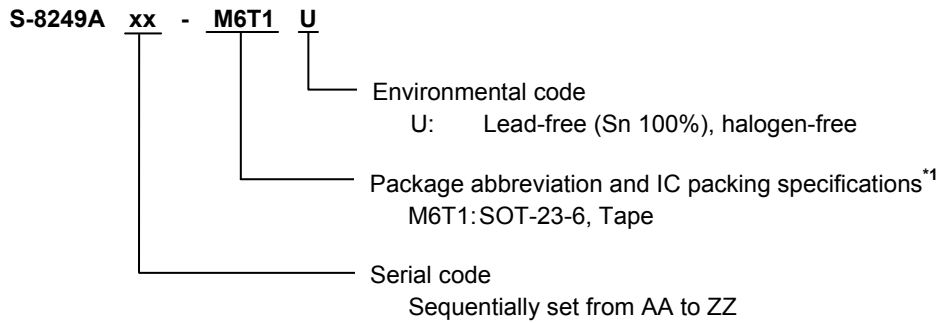 S-8249A xx - M6T1 U
Environmental code
U: Lead-free (Sn 100%), halogen-free
Package abbreviation and IC packing specifications*1
M6T1: SOT-23-6, Tape
Serial code
Sequentially set from AA to ZZ